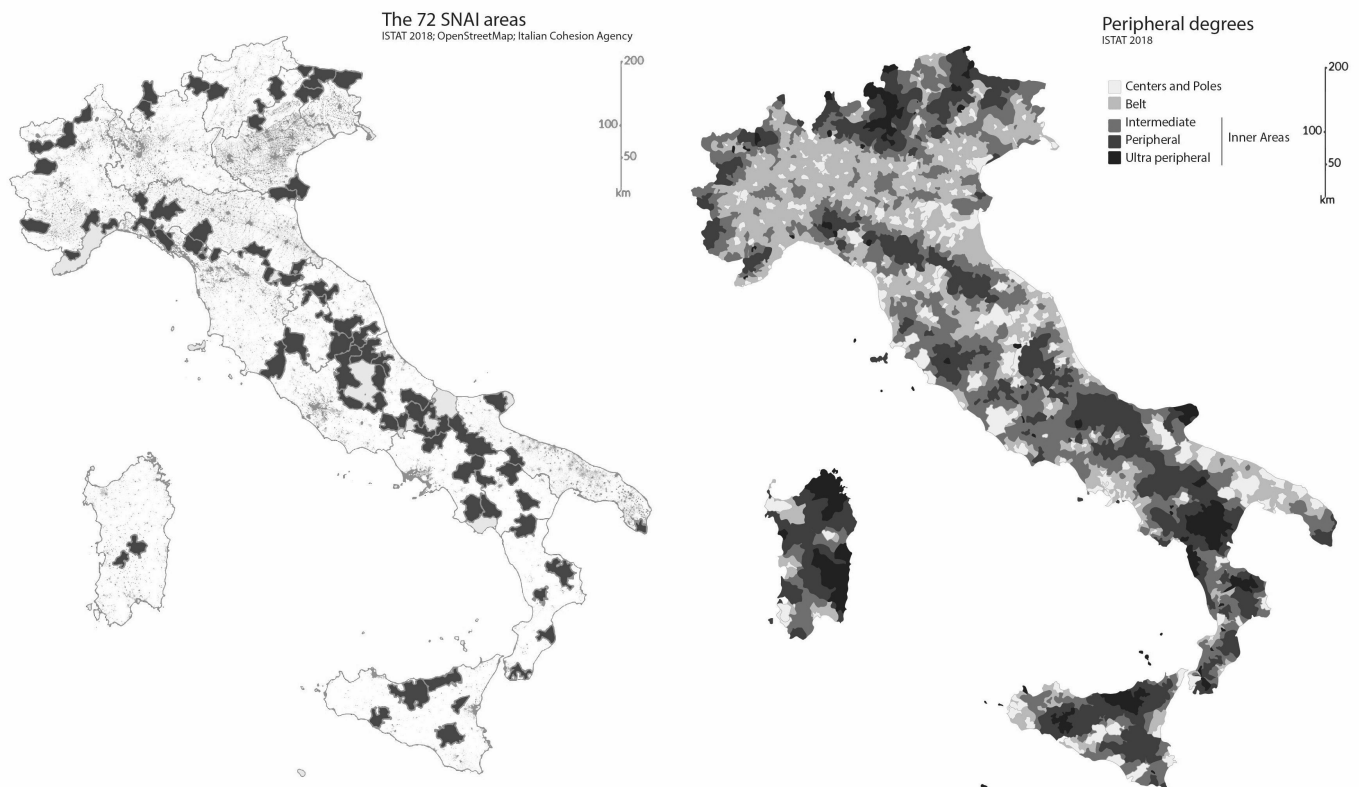 The 72 SNAI areas
ISTAT 2018; OpenStreetMap; Italian Cohesion Agency
200
100
50
km
Peripheral degrees
ISTAT 2018
Centers and Poles
Belt
Intermediate
Peripheral
Ultra peripheral
Inner Areas
200
100
50
km